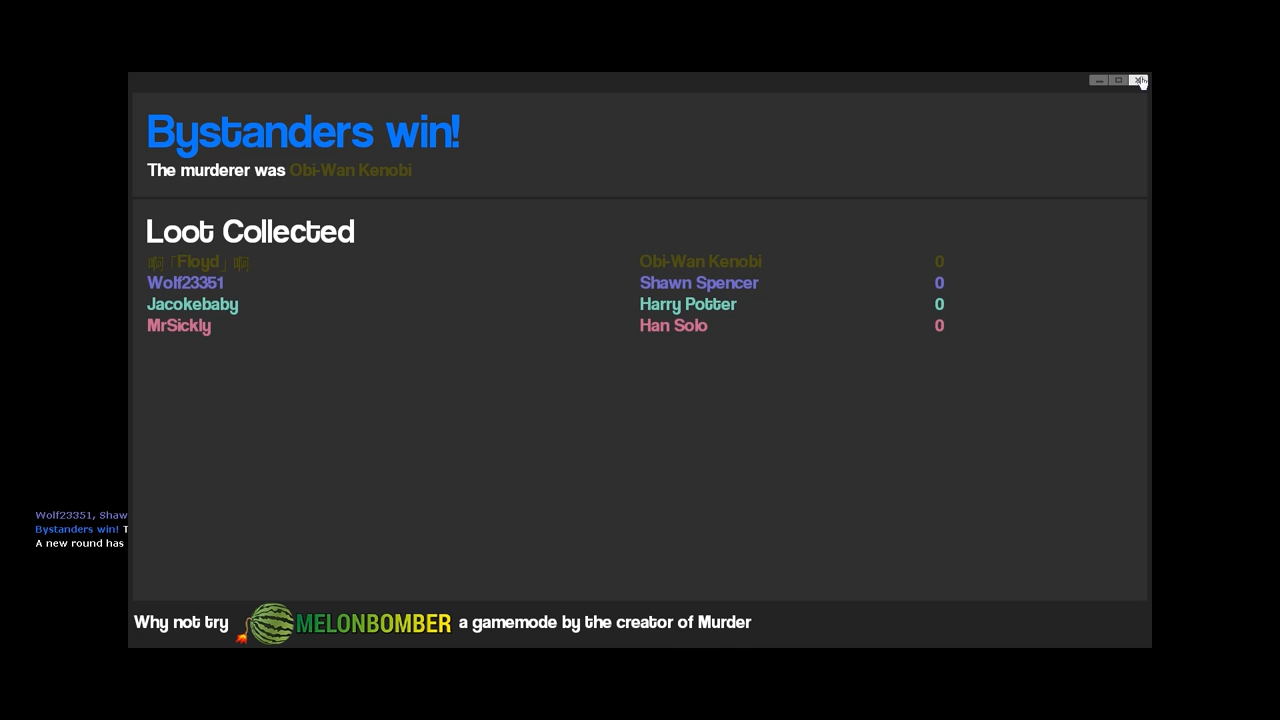 Bystanders win!
The murderer was Obi-Wan Kenobi
Loot Collected
啊「Floyd」啊 Obi-Wan Kenobi 0
Wolf23351 Shawn Spencer 0
Jacokebaby Harry Potter 0
MrSickly Han Solo 0
Wolf23351, Shaw
Bystanders win! T
A new round has
Why not try MELONBOMBER a gamemode by the creator of Murder